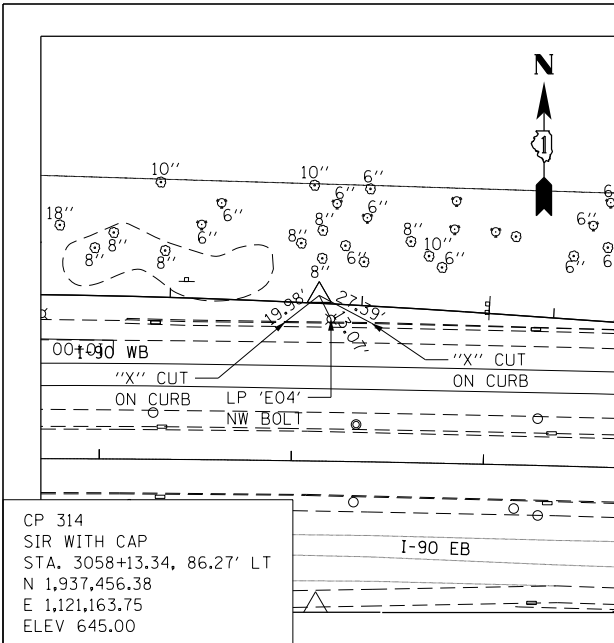 N
1
10''
10''
6''
6''
6''
6''
18''
6''
6''
8''
8''
8''
8''
6''
8''
10''
6''
6''
6''
8''
19.98'
27.39'
13.07'
I-90 WB
''X'' CUT
ON CURB
LP 'E04'
NW BOLT
''X'' CUT
ON CURB
I-90 EB
CP 314
SIR WITH CAP
STA. 3058+13.34, 86.27' LT
N 1,937,456.38
E 1,121,163.75
ELEV 645.00